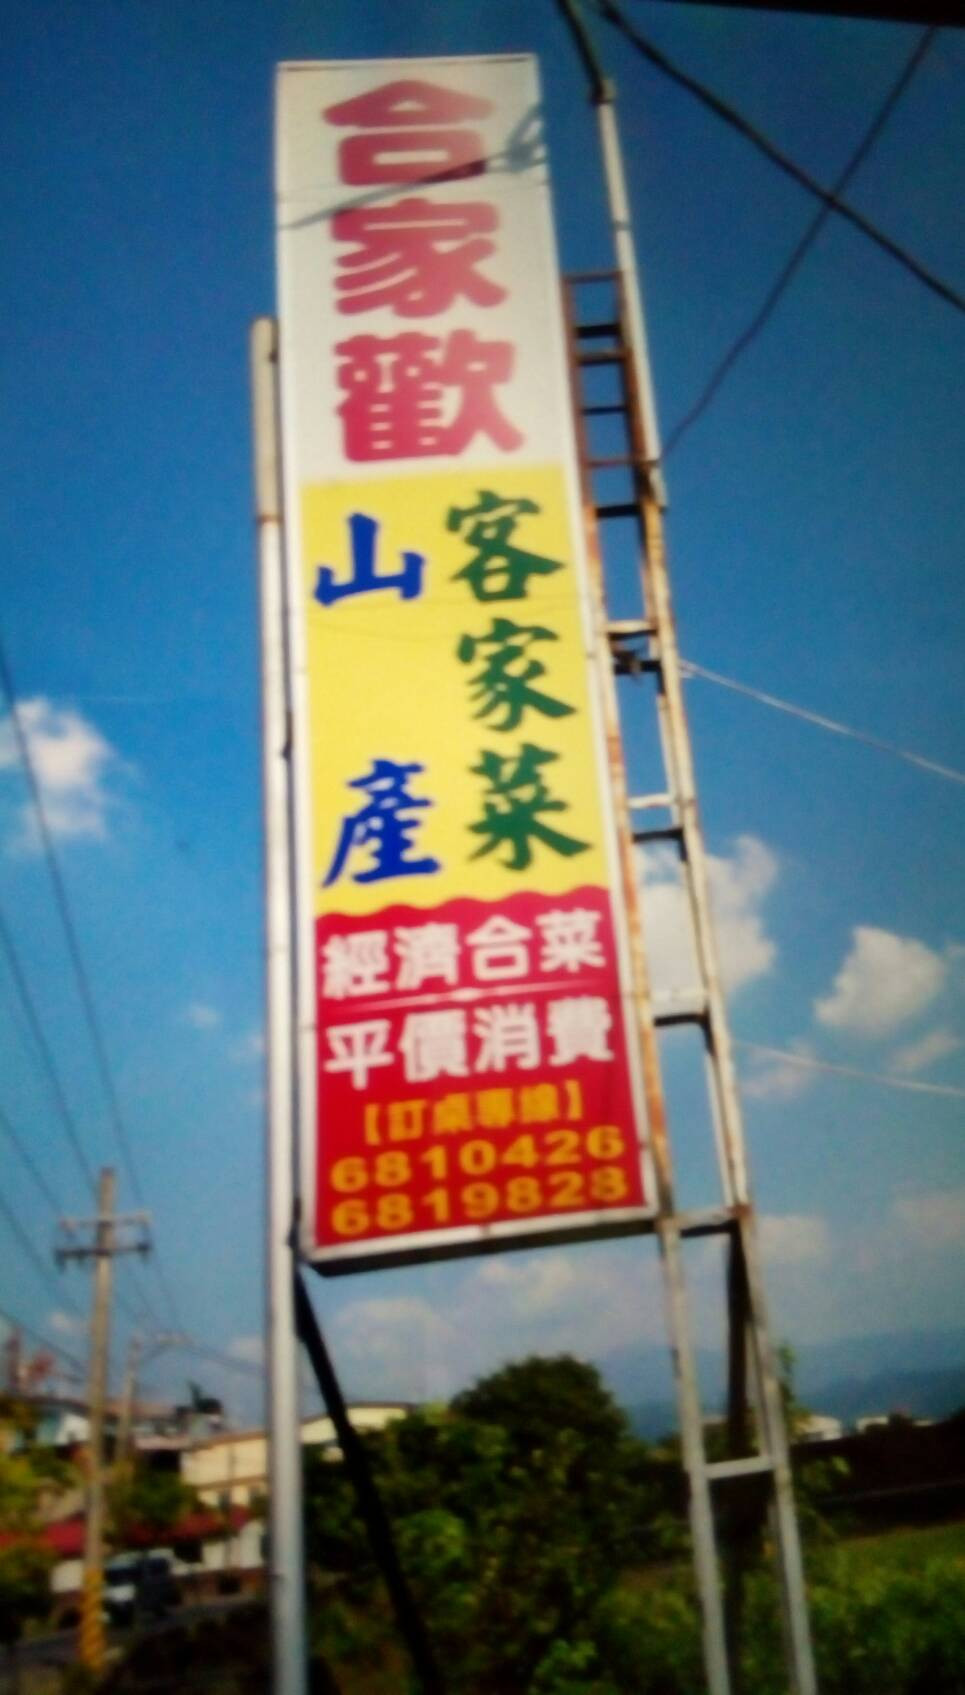 合家歡
客家菜
山產
經濟合菜
平價消費
【訂桌專線】
6810426
6819828